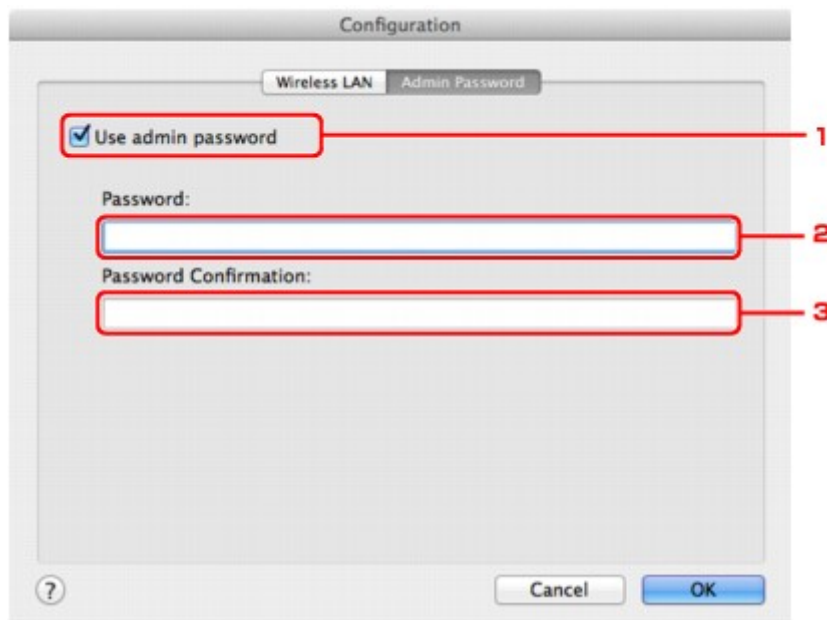 Configuration
Wireless LAN Admin Password
Use admin password 1
Password:
2
Password Confirmation:
3
? Cancel OK